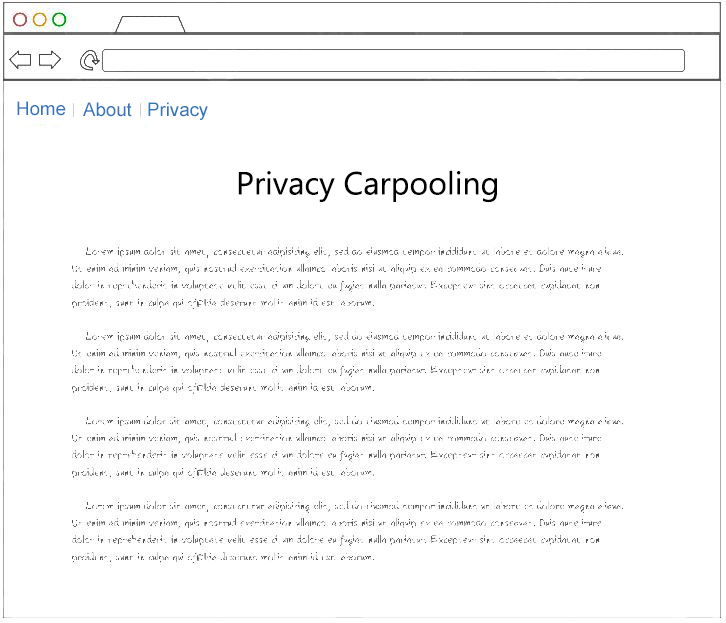 Home | About | Privacy
Privacy Carpooling
Lorem ipsum dolor sit amet, consectetur adipisicing elit, sed do eiusmod tempor incididunt ut labore et dolore magna aliqua.
Ut enim ad minim veniam, quis nostrud exercitation ullamco laboris nisi ut aliquip ex ea commodo consequat. Duis aute irure
dolor in reprehenderit in voluptate velit esse cillum dolore eu fugiat nulla pariatur. Excepteur sint occaecat cupidatat non
proident, sunt in culpa qui officia deserunt mollit anim id est laborum.
Lorem ipsum dolor sit amet, consectetur adipisicing elit, sed do eiusmod tempor incididunt ut labore et dolore magna aliqua.
Ut enim ad minim veniam, quis nostrud exercitation ullamco laboris nisi ut aliquip ex ea commodo consequat. Duis aute irure
dolor in reprehenderit in voluptate velit esse cillum dolore eu fugiat nulla pariatur. Excepteur sint occaecat cupidatat non
proident, sunt in culpa qui officia deserunt mollit anim id est laborum.
Lorem ipsum dolor sit amet, consectetur adipisicing elit, sed do eiusmod tempor incididunt ut labore et dolore magna aliqua.
Ut enim ad minim veniam, quis nostrud exercitation ullamco laboris nisi ut aliquip ex ea commodo consequat. Duis aute irure
dolor in reprehenderit in voluptate velit esse cillum dolore eu fugiat nulla pariatur. Excepteur sint occaecat cupidatat non
proident, sunt in culpa qui officia deserunt mollit anim id est laborum.
Lorem ipsum dolor sit amet, consectetur adipisicing elit, sed do eiusmod tempor incididunt ut labore et dolore magna aliqua.
Ut enim ad minim veniam, quis nostrud exercitation ullamco laboris nisi ut aliquip ex ea commodo consequat. Duis aute irure
dolor in reprehenderit in voluptate velit esse cillum dolore eu fugiat nulla pariatur. Excepteur sint occaecat cupidatat non
proident, sunt in culpa qui officia deserunt mollit anim id est laborum.